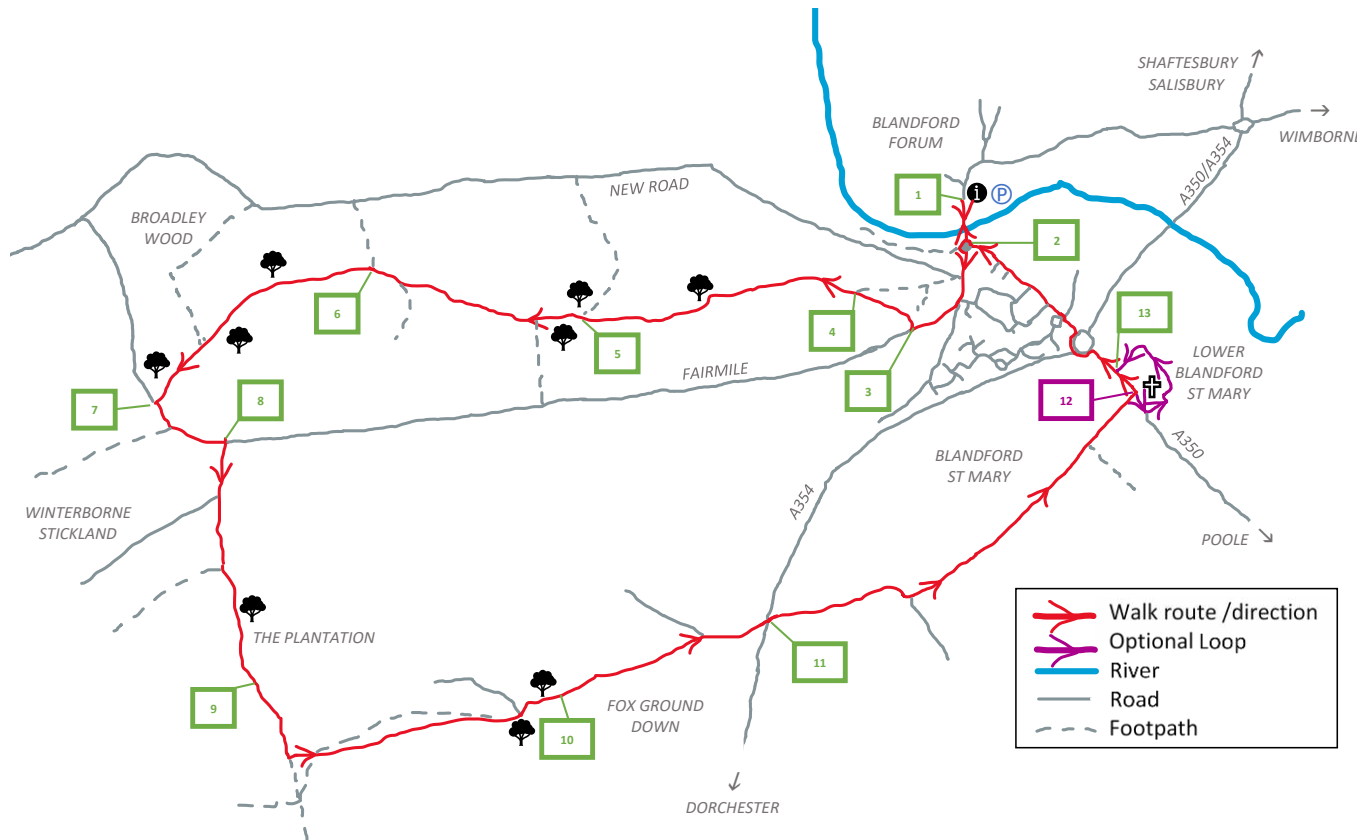 SHAFTESBURY
SALISBURY
WIMBORNE
BLANDFORD
FORUM
A350/A354
i
P
1
2
NEW ROAD
BROADLEY
WOOD
6
5
4
3
13
FAIRMILE
LOWER
BLANDFORD
ST MARY
12
7
8
A350
BLANDFORD
ST MARY
A354
WINTERBORNE
STICKLAND
POOLE
THE PLANTATION
9
10
FOX GROUND
DOWN
11
DORCHESTER
Walk route /direction
Optional Loop
River
Road
Footpath